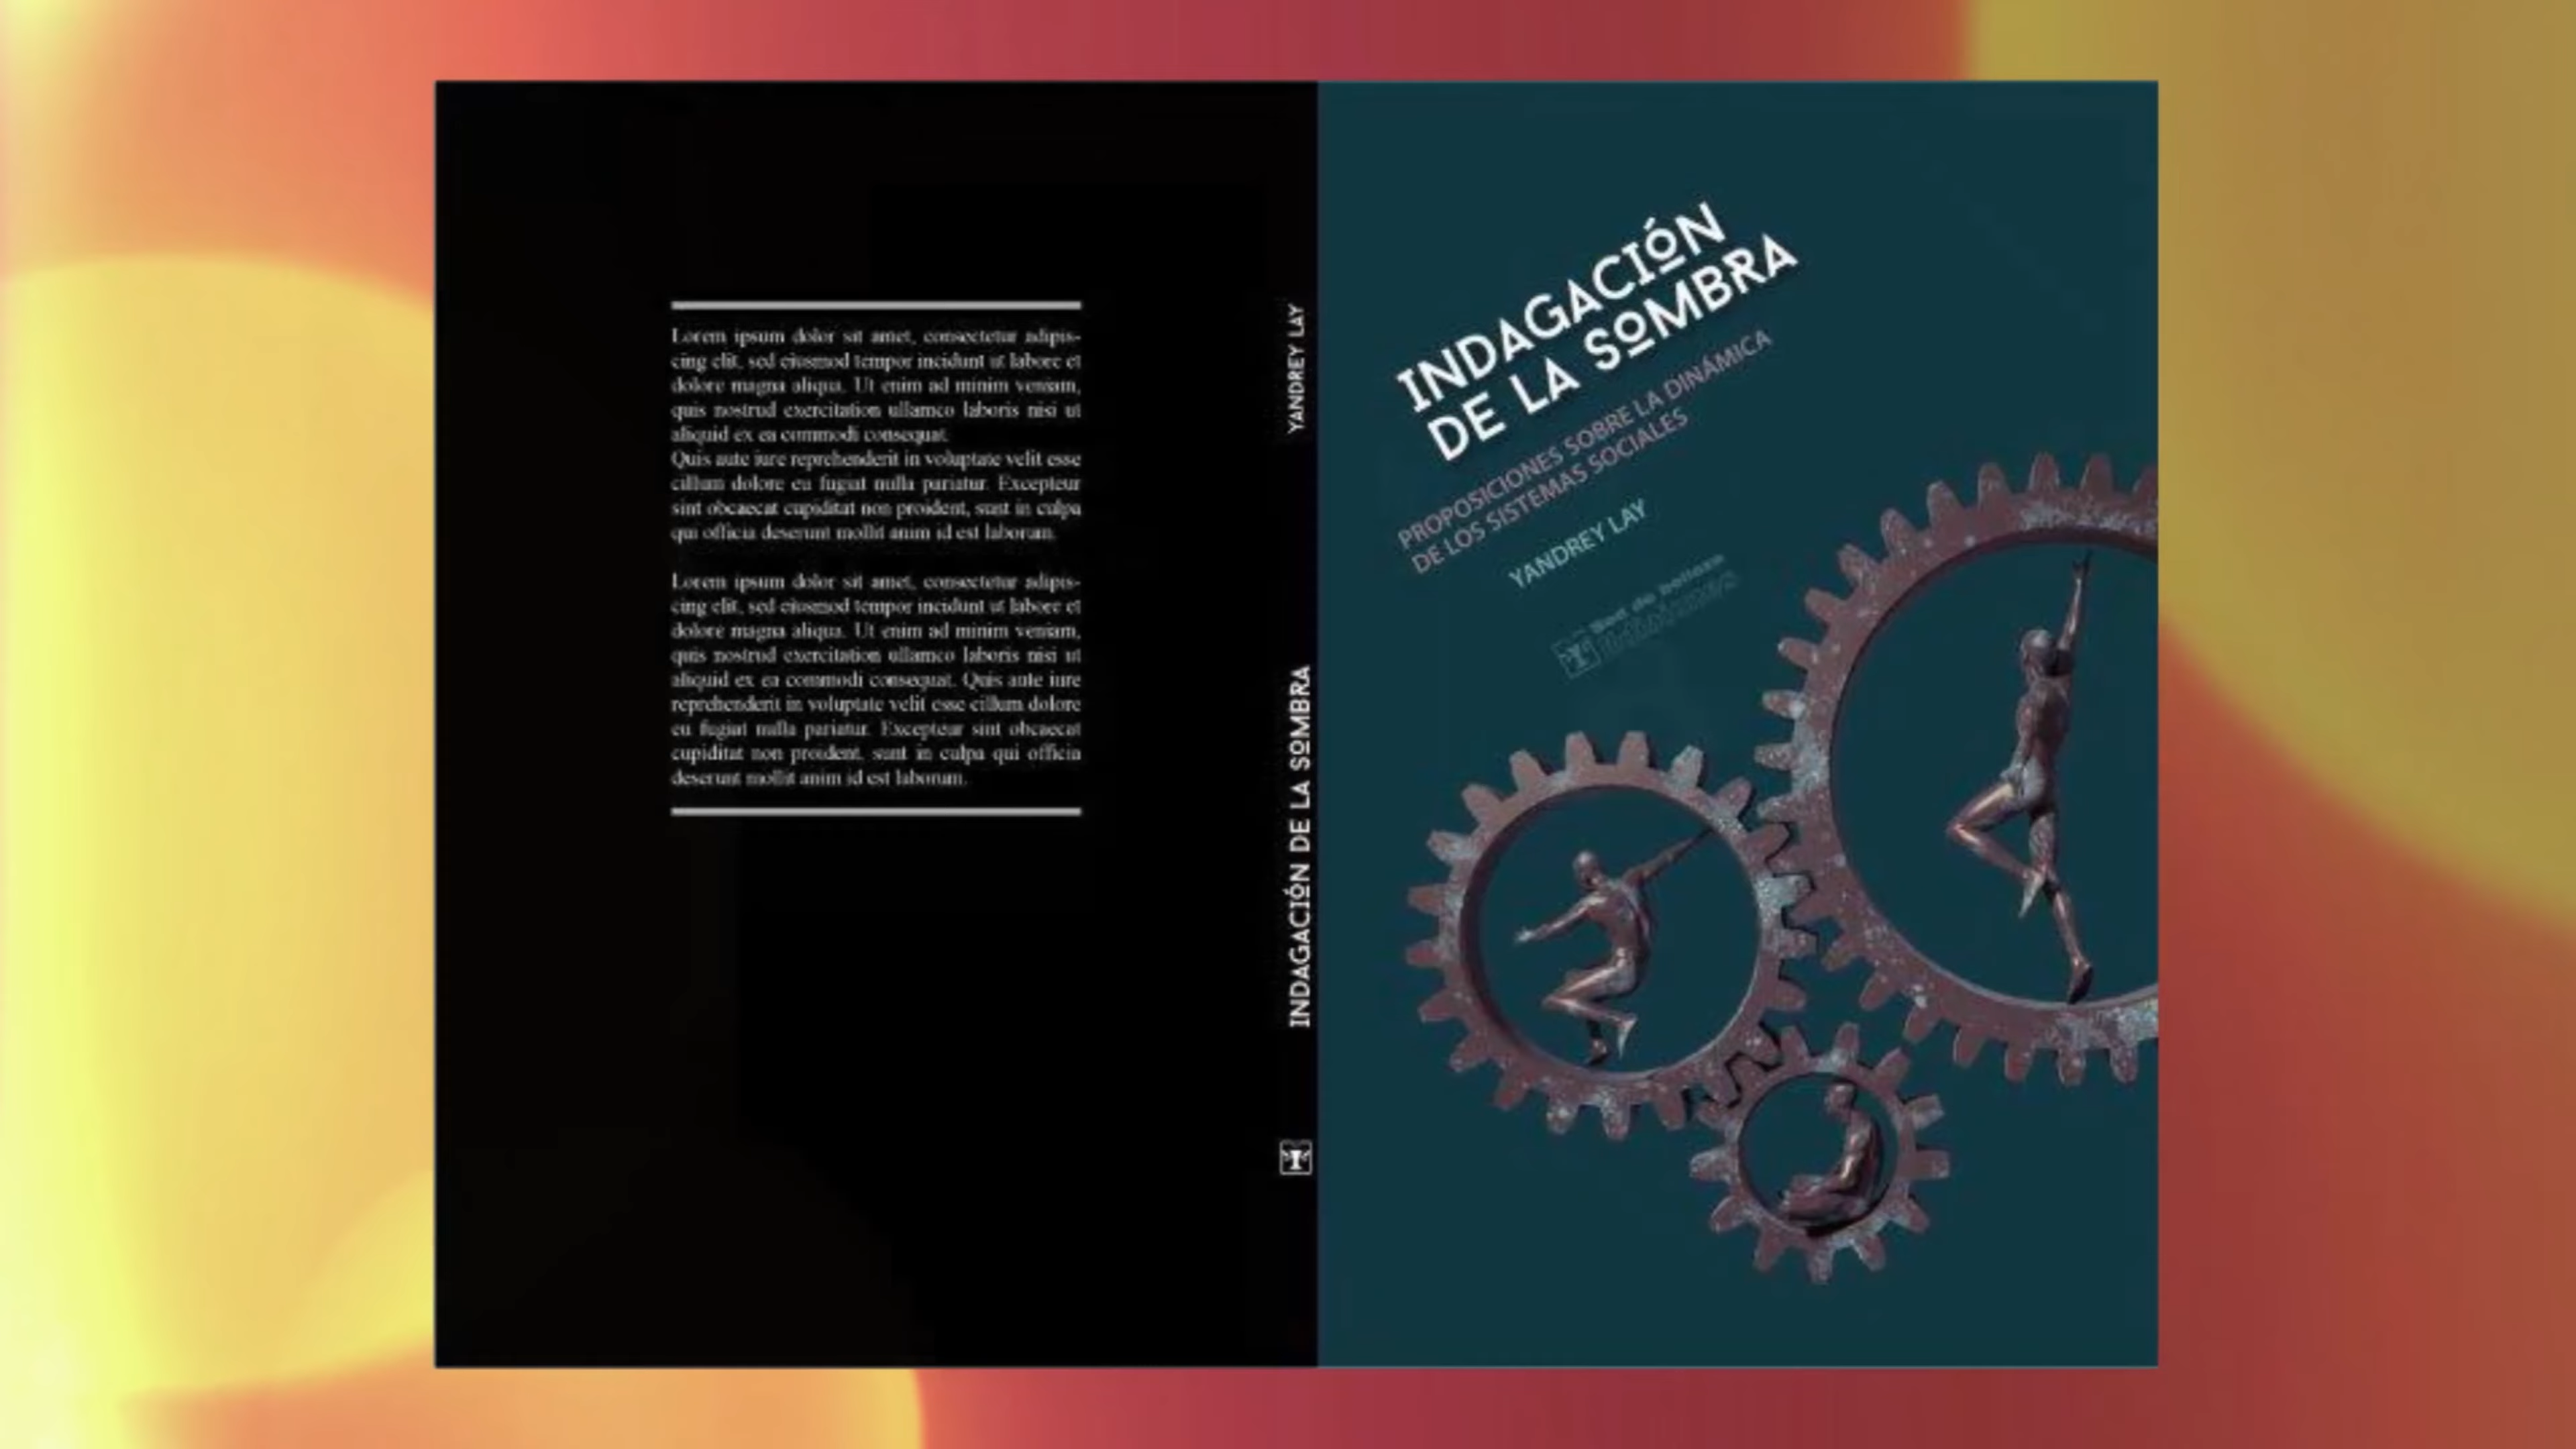 Lorem ipsum dolor sit amet, consectetur adipis-
cing elit, sed eiusmod tempor incidunt ut labore et
dolore magna aliqua. Ut enim ad minim veniam,
quis nostrud exercitation ullamco laboris nisi ut
aliquid ex ea commodi consequat.
Quis aute iure reprehenderit in voluptate velit esse
cillum dolore eu fugiat nulla pariatur. Excepteur
sint obcaecat cupiditat non proident, sunt in culpa
qui officia deserunt mollit anim id est laborum.
Lorem ipsum dolor sit amet, consectetur adipis-
cing elit, sed eiusmod tempor incidunt ut labore et
dolore magna aliqua. Ut enim ad minim veniam,
quis nostrud exercitation ullamco laboris nisi ut
aliquid ex ea commodi consequat. Quis aute iure
reprehenderit in voluptate velit esse cillum dolore
eu fugiat nulla pariatur. Excepteur sint obcaecat
cupiditat non proident, sunt in culpa qui officia
deserunt mollit anim id est laborum.
YANDREY LAY
INDAGACIÓN DE LA SOMBRA
INDAGACIÓN
DE LA SOMBRA
PROPOSICIONES SOBRE LA DINÁMICA
DE LOS SISTEMAS SOCIALES
YANDREY LAY
Sed de belleza